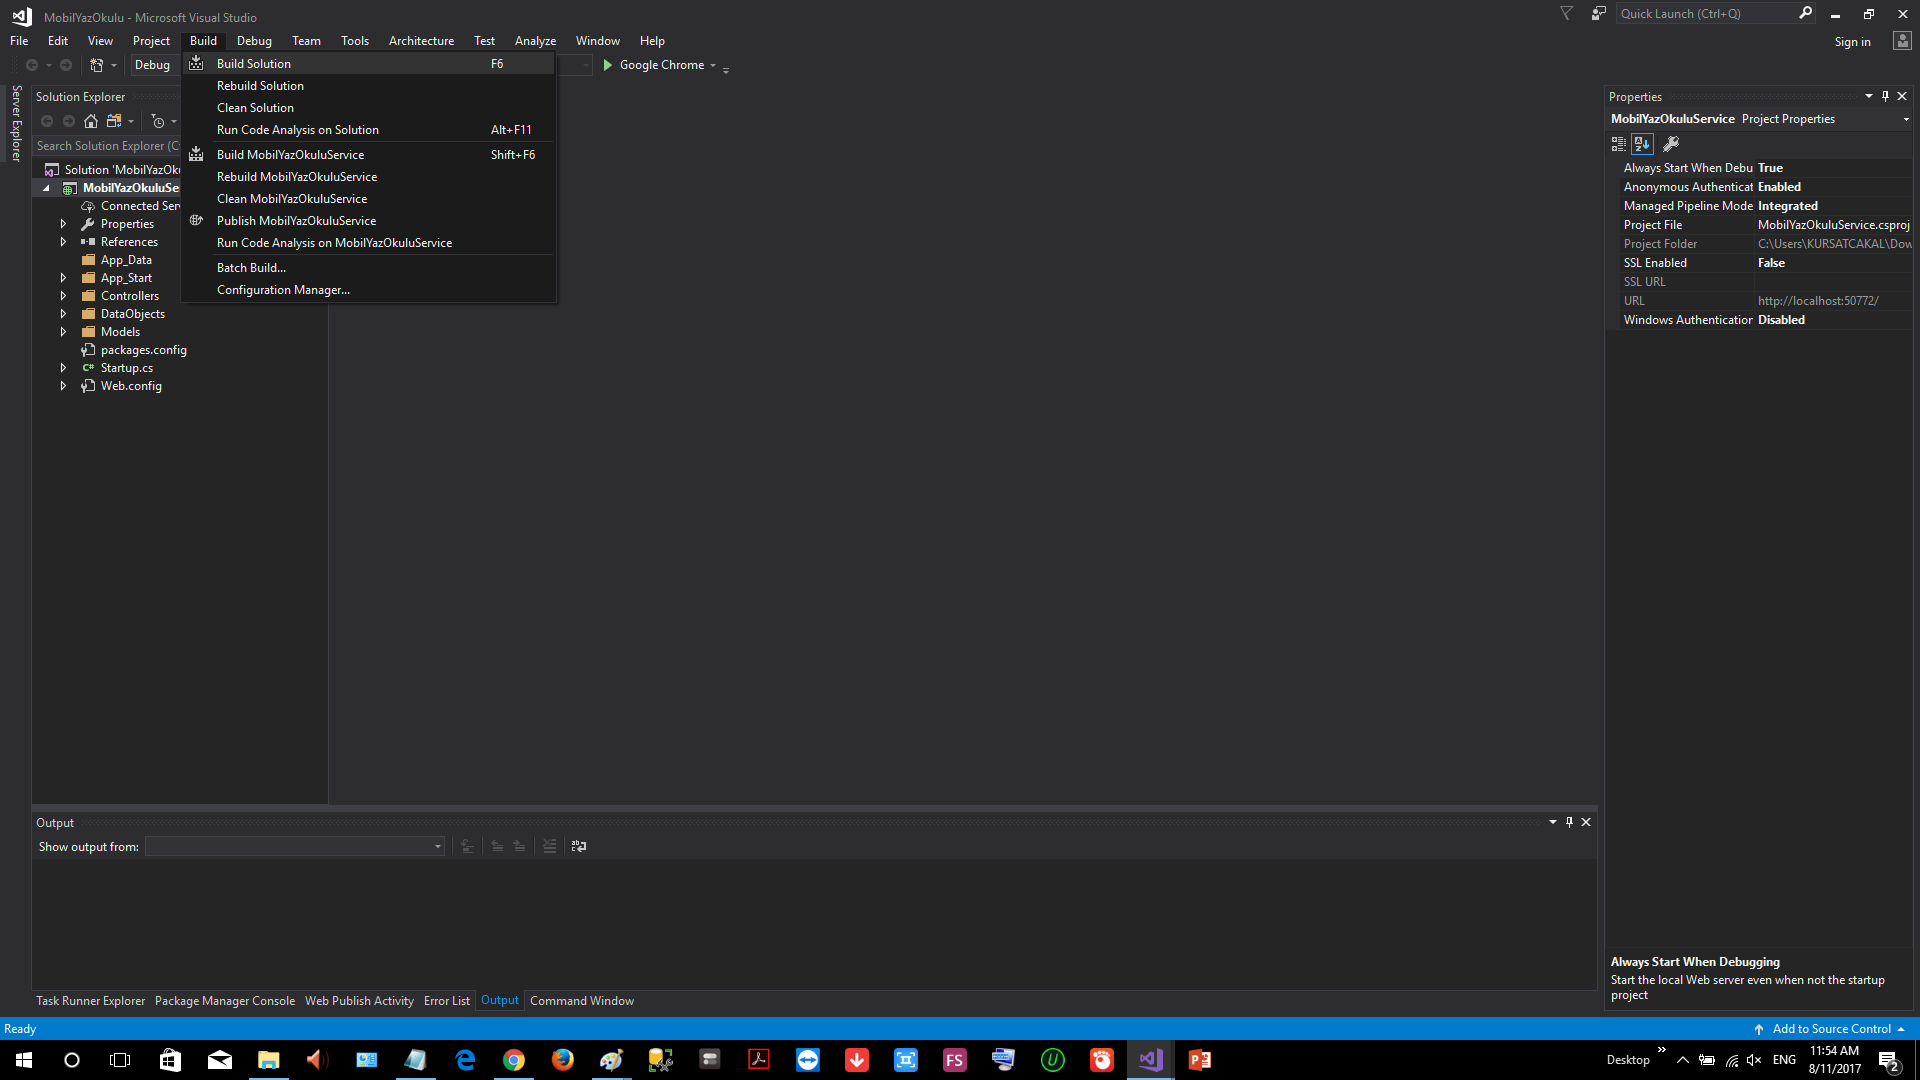 MobilYazOkulu - Microsoft Visual Studio
Quick Launch (Ctrl+Q)
File Edit View Project Build Debug Team Tools Architecture Test Analyze Window Help
Sign in
Debug
Google Chrome
Build Solution F6
Rebuild Solution
Clean Solution
Run Code Analysis on Solution Alt+F11
Build MobilYazOkuluService Shift+F6
Rebuild MobilYazOkuluService
Clean MobilYazOkuluService
Publish MobilYazOkuluService
Run Code Analysis on MobilYazOkuluService
Batch Build...
Configuration Manager...
Server Explorer
Solution Explorer
Search Solution Explorer (C
Solution 'MobilYazOku
MobilYazOkuluSe
Connected Serv
Properties
References
App_Data
App_Start
Controllers
DataObjects
Models
packages.config
C# Startup.cs
Web.config
Properties
MobilYazOkuluService Project Properties
Always Start When Debu True
Anonymous Authenticat Enabled
Managed Pipeline Mode Integrated
Project File MobilYazOkuluService.csproj
Project Folder C:\Users\KURSATCAKAL\Dow
SSL Enabled False
SSL URL
URL http://localhost:50772/
Windows Authentication Disabled
Always Start When Debugging
Start the local Web server even when not the startup
project
Output
Show output from:
Task Runner Explorer Package Manager Console Web Publish Activity Error List Output Command Window
Ready
Add to Source Control
FS
Desktop
ENG
11:54 AM
8/11/2017
2